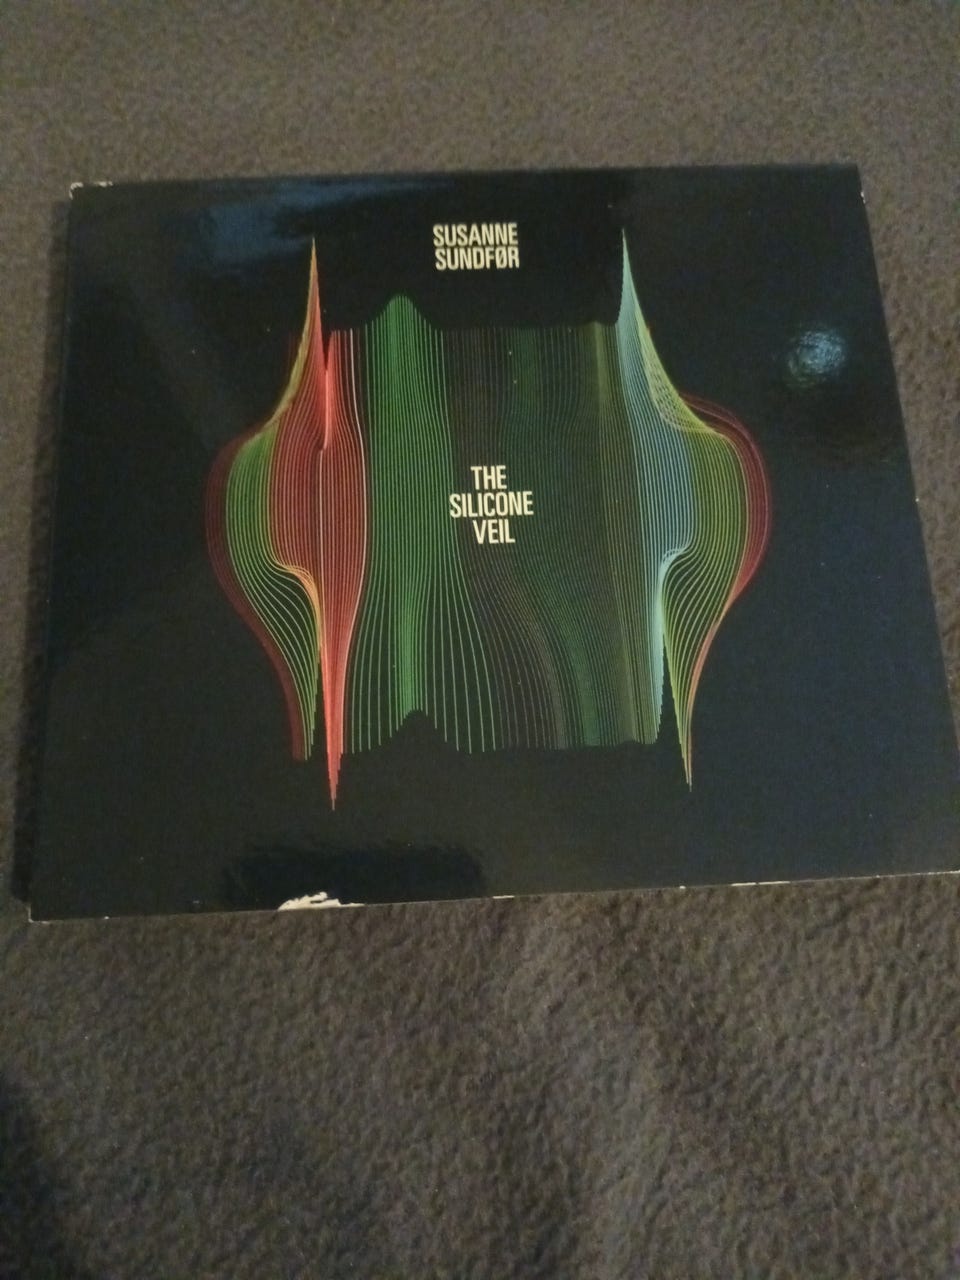 SUSANNE
SUNDFØR
THE
SILICONE
VEIL